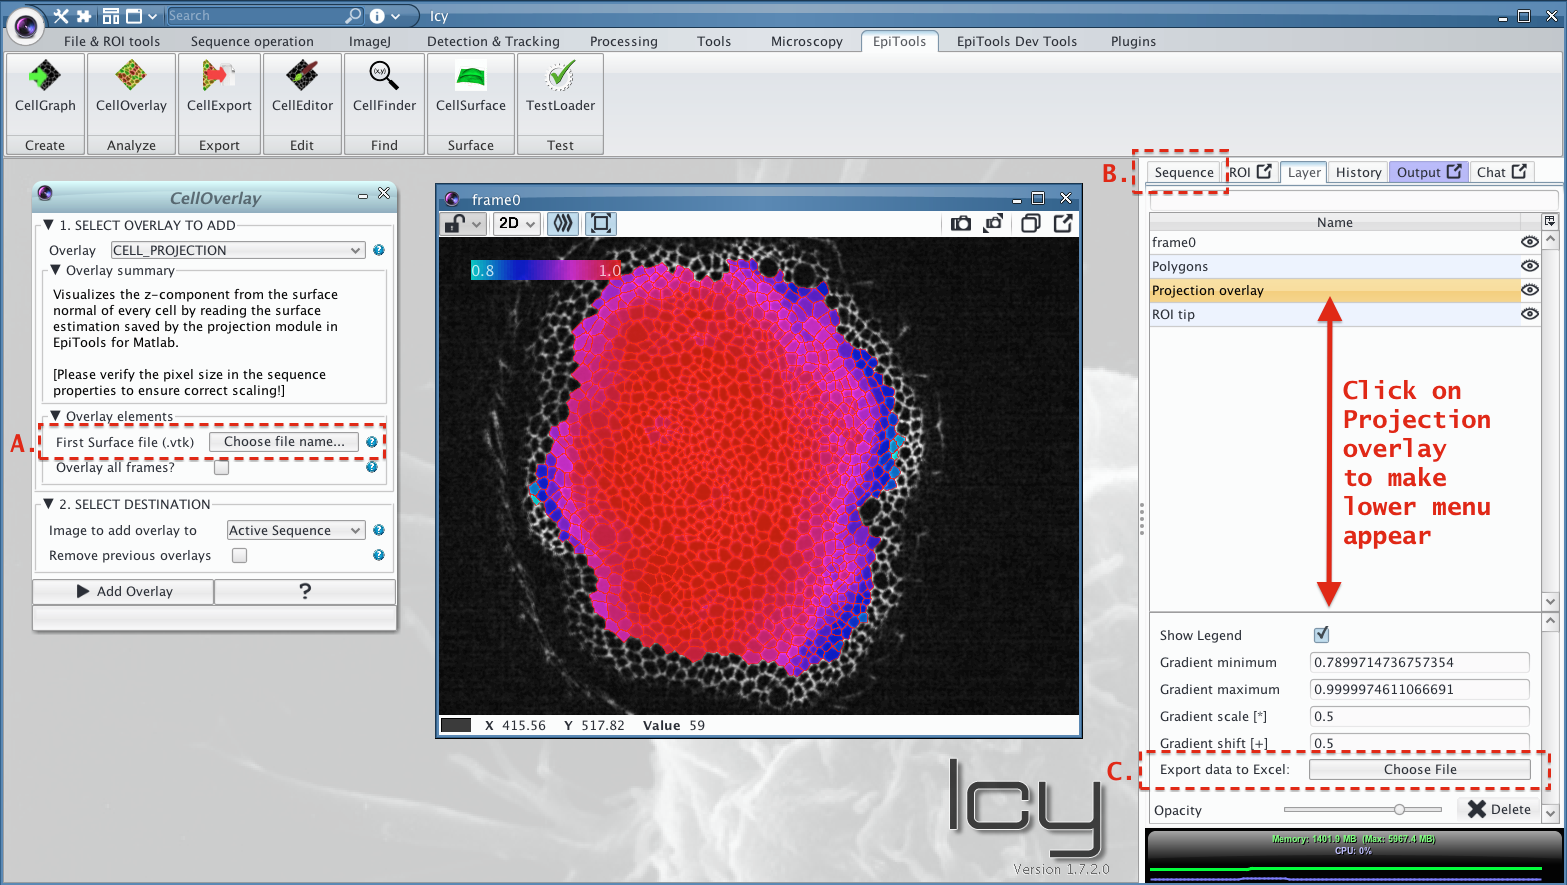 Search
Icy
File & ROI tools
Sequence operation
ImageJ
Detection & Tracking
Processing
Tools
Microscopy
EpiTools
EpiTools Dev Tools
Plugins
CellGraph
CellOverlay
CellExport
CellEditor
(x,y)
CellFinder
CellSurface
TestLoader
Create
Analyze
Export
Edit
Find
Surface
Test
CellOverlay
1. SELECT OVERLAY TO ADD
Overlay
CELL_PROJECTION
?
Overlay summary
Visualizes the z-component from the surface
normal of every cell by reading the surface
estimation saved by the projection module in
EpiTools for Matlab.
[Please verify the pixel size in the sequence
properties to ensure correct scaling!]
Overlay elements
A.
First Surface file (.vtk)
Choose file name...
?
Overlay all frames?
?
2. SELECT DESTINATION
Image to add overlay to
Active Sequence
?
Remove previous overlays
?
Add Overlay
?
frame0
2D
0.8
1.0
X 415.56 Y 517.82 Value 59
Icy
Version 1.7.2.0
B.
Sequence
ROI
Layer
History
Output
Chat
Name
frame0
Polygons
Projection overlay
ROI tip
Click on
Projection
overlay
to make
lower menu
appear
Show Legend
Gradient minimum
0.7899714736757354
Gradient maximum
0.9999974611066691
Gradient scale [*]
0.5
Gradient shift [+]
0.5
C.
Export data to Excel:
Choose File
Opacity
Delete
Memory: 1401.9 MB (Max: 5967.4 MB)
CPU: 0%